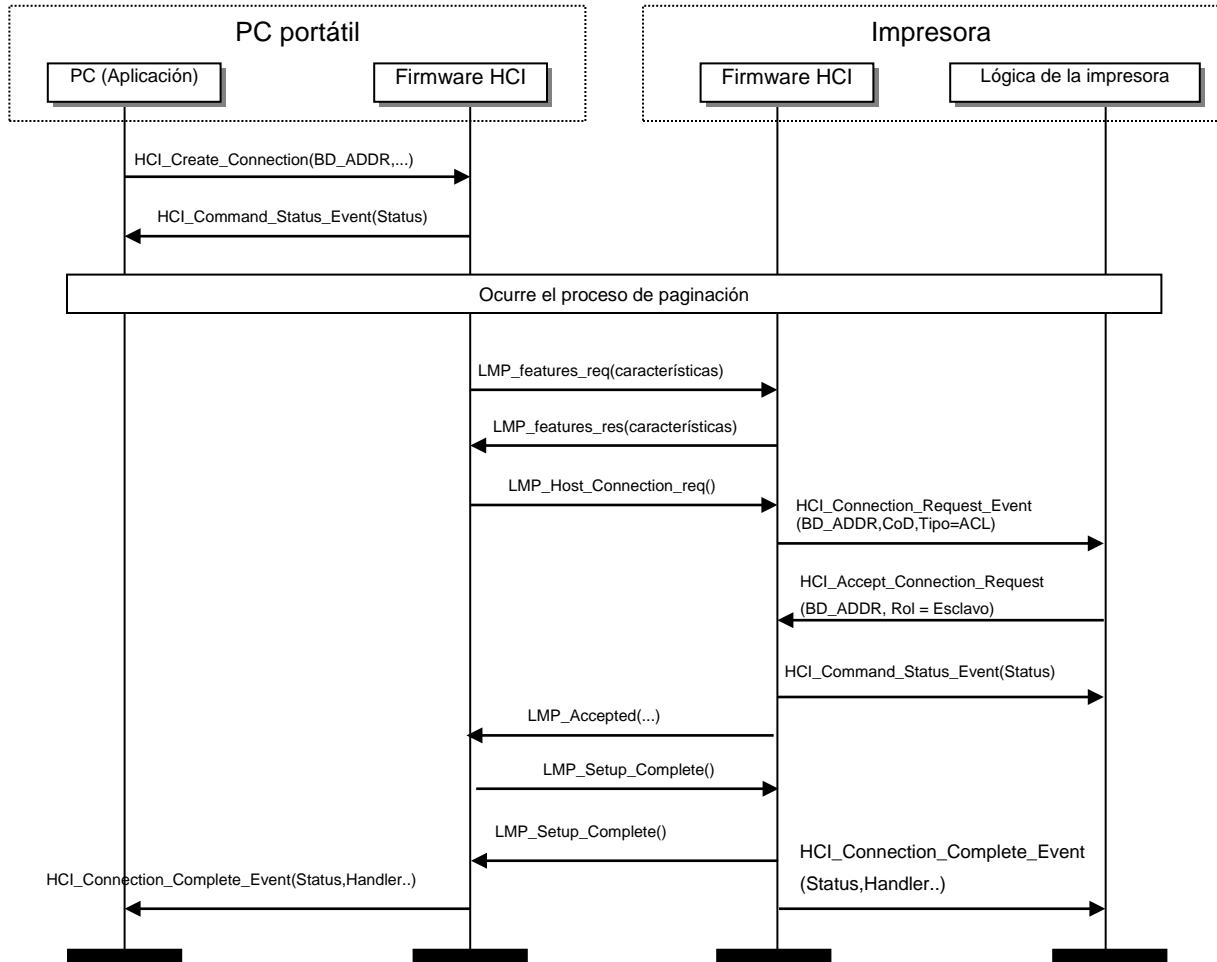 PC portátil
Impresora
PC (Aplicación)
Firmware HCI
Firmware HCI
Lógica de la impresora
HCI_Create_Connection(BD_ADDR,...)
HCI_Command_Status_Event(Status)
Ocurre el proceso de paginación
LMP_features_req(características)
LMP_features_res(características)
LMP_Host_Connection_req()
HCI_Connection_Request_Event
(BD_ADDR,CoD,Tipo=ACL)
HCI_Accept_Connection_Request
(BD_ADDR, Rol = Esclavo)
HCI_Command_Status_Event(Status)
LMP_Accepted(...)
LMP_Setup_Complete()
LMP_Setup_Complete()
HCI_Connection_Complete_Event
(Status,Handler..)
HCI_Connection_Complete_Event(Status,Handler..)